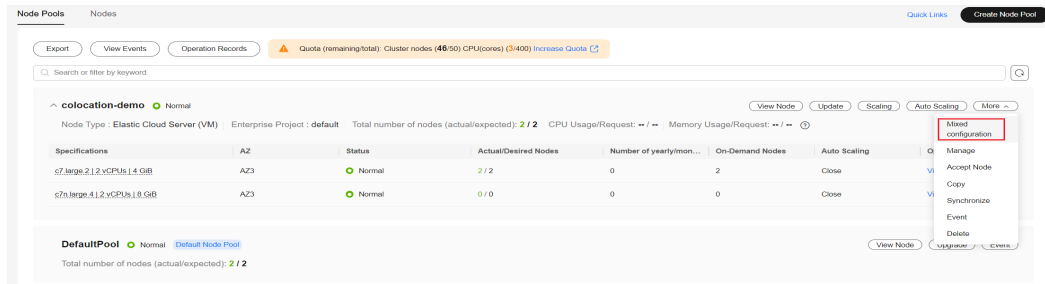 Node Pools Nodes Quick Links Create Node Pool
Export View Events Operation Records Quota (remaining/total): Cluster nodes (46/50) CPU(cores) (3/400) Increase Quota
Search or filter by keyword.
colocation-demo Normal View Node Update Scaling Auto Scaling More
Node Type : Elastic Cloud Server (VM) Enterprise Project : default Total number of nodes (actual/expected): 2 / 2 CPU Usage/Request: -- / -- Memory Usage/Request: -- / --
Mixed
configuration
Specifications AZ Status Actual/Desired Nodes Number of yearly/mon... On-Demand Nodes Auto Scaling O
Manage
c7.large.2 | 2 vCPUs | 4 GiB AZ3 Normal 2 / 2 0 2 Close Vi
Accept Node
Copy
c7n.large.4 | 2 vCPUs | 8 GiB AZ3 Normal 0 / 0 0 0 Close Vi
Synchronize
Event
Delete
DefaultPool Normal Default Node Pool View Node Upgrade Event
Total number of nodes (actual/expected): 2 / 2